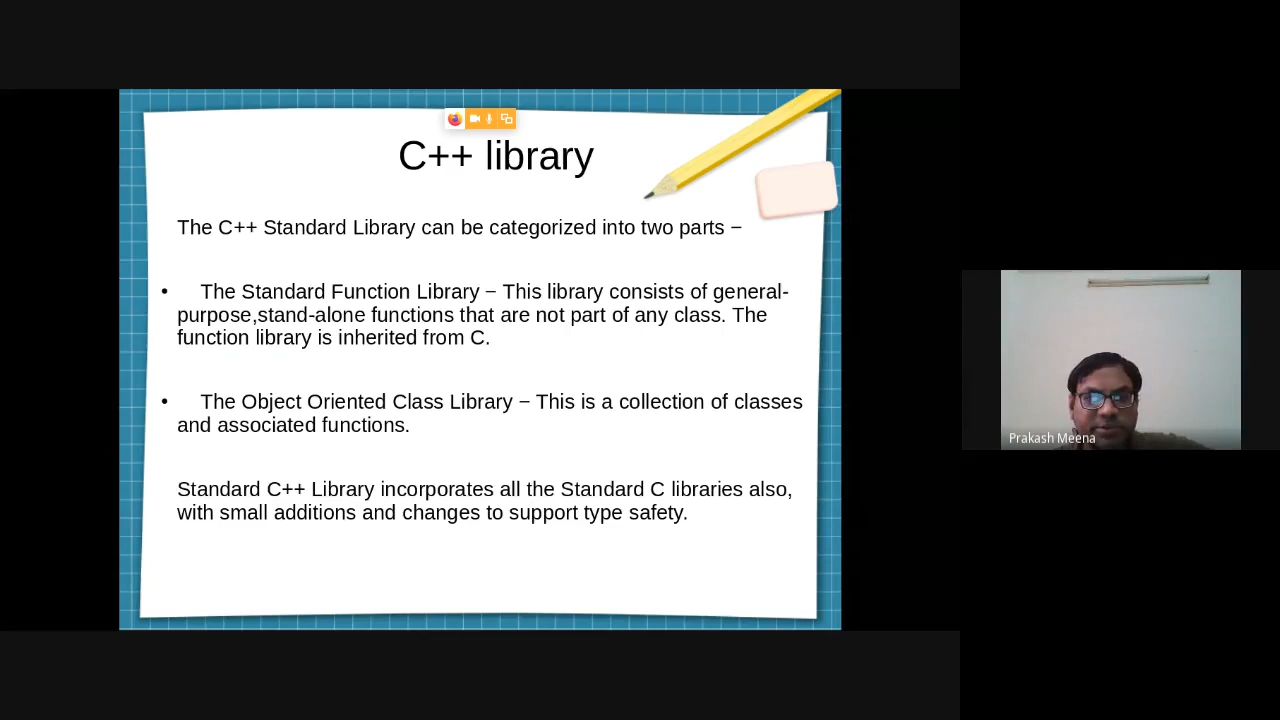 C++ library
The C++ Standard Library can be categorized into two parts −
• The Standard Function Library − This library consists of general-
purpose,stand-alone functions that are not part of any class. The
function library is inherited from C.
• The Object Oriented Class Library − This is a collection of classes
and associated functions.
Standard C++ Library incorporates all the Standard C libraries also,
with small additions and changes to support type safety.
Prakash Meena